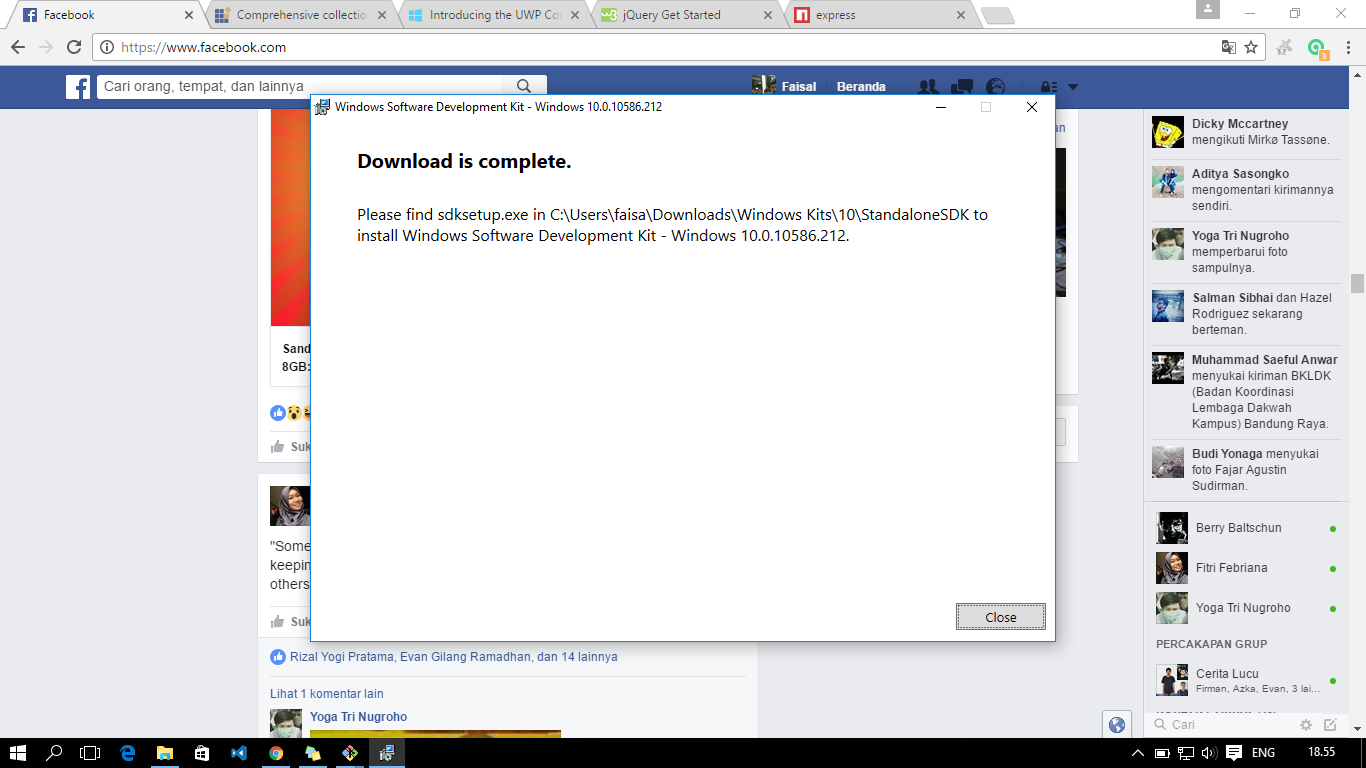 Facebook
Comprehensive collectio
Introducing the UWP Co
jQuery Get Started
express
https://www.facebook.com
3
Cari orang, tempat, dan lainnya
Faisal
Beranda
Windows Software Development Kit - Windows 10.0.10586.212
Download is complete.
Please find sdksetup.exe in C:\Users\faisa\Downloads\Windows Kits\10\StandaloneSDK to
install Windows Software Development Kit - Windows 10.0.10586.212.
Close
an
Sand
8GB:
Suk
"Some
keepin
others
Suk
Rizal Yogi Pratama, Evan Gilang Ramadhan, dan 14 lainnya
Lihat 1 komentar lain
Yoga Tri Nugroho
Dicky Mccartney
mengikuti Mirkø Tassøne.
Aditya Sasongko
mengomentari kirimannya
sendiri.
Yoga Tri Nugroho
memperbarui foto
sampulnya.
Salman Sibhai dan Hazel
Rodriguez sekarang
berteman.
Muhammad Saeful Anwar
menyukai kiriman BKLDK
(Badan Koordinasi
Lembaga Dakwah
Kampus) Bandung Raya.
Budi Yonaga menyukai
foto Fajar Agustin
Sudirman.
Berry Baltschun
Fitri Febriana
Yoga Tri Nugroho
PERCAKAPAN GRUP
Cerita Lucu
Firman, Azka, Evan, 3 lai...
Cari
ENG
18.55